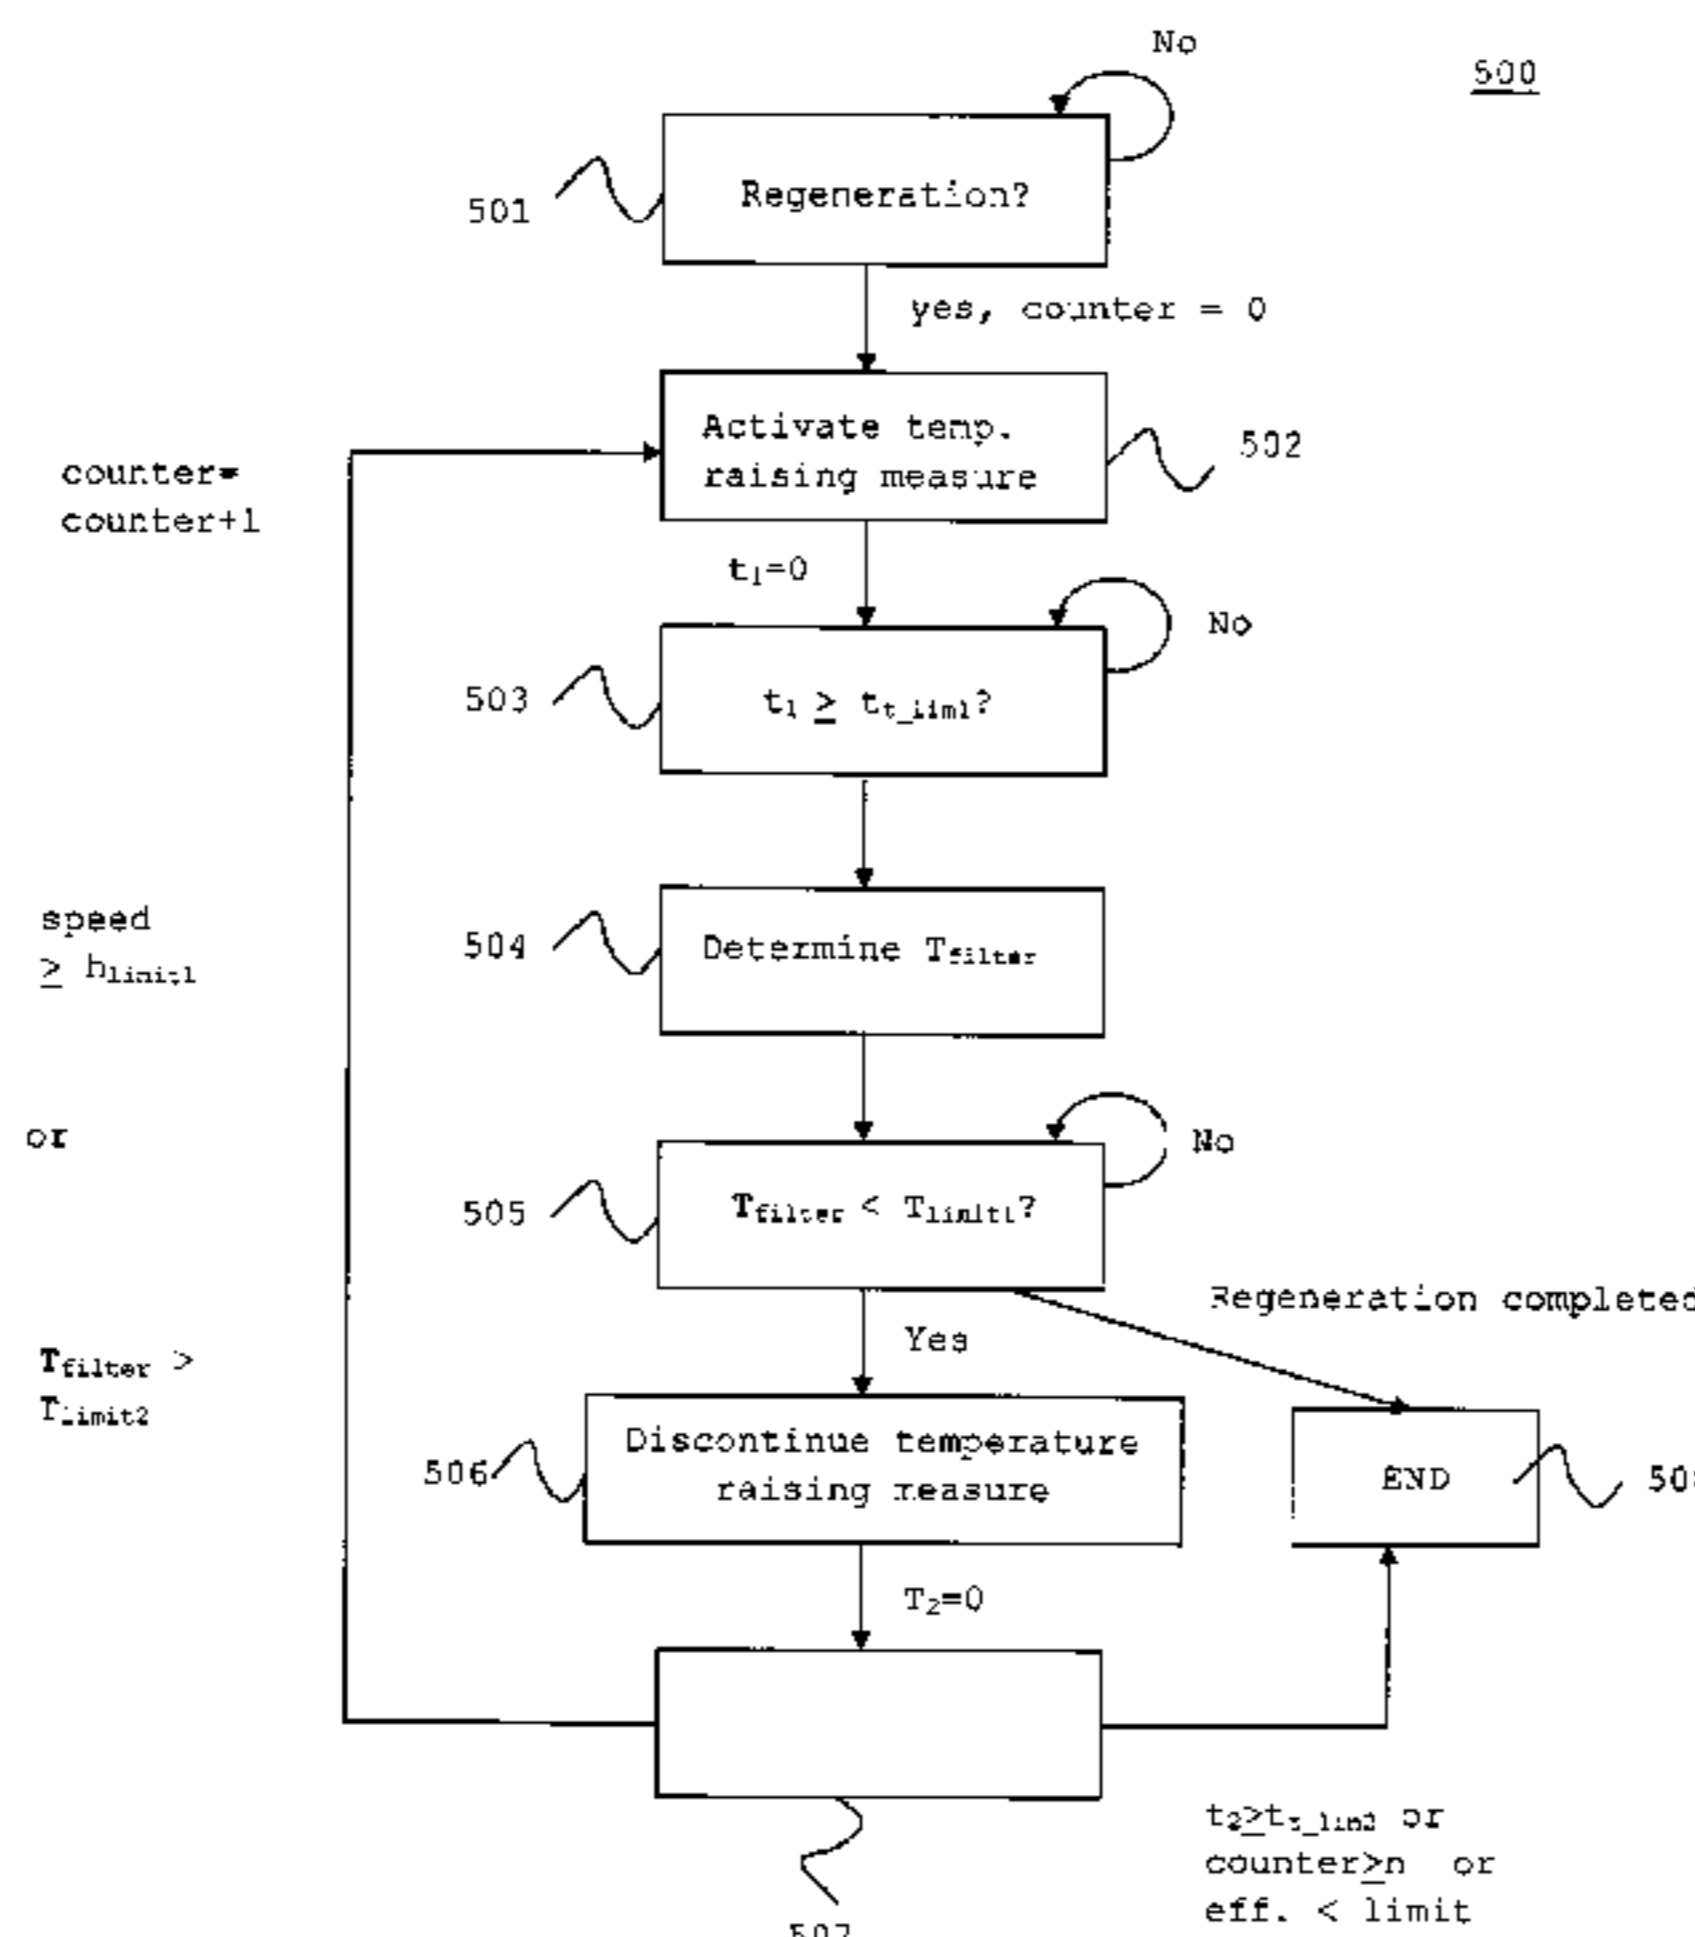 No
500
Regeneration?
501
yes, counter = 0
Activate temp.
raising measure
502
counter=
counter+1
t1=0
No
503
t1 ≥ tt_lim1?
speed
≥ hlimit1
504
Determine Tfilter
or
No
505
Tfilter < Tlimit1?
Regeneration completed
Yes
Tfilter >
Tlimit2
Discontinue temperature
raising measure
506
END
T2=0
t2≥tt_lim2 or
counter≥n or
eff. < limit
507